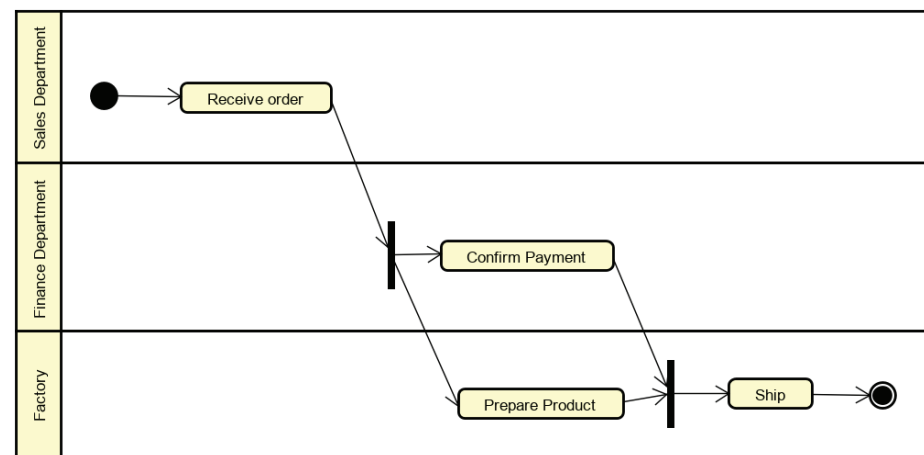 Sales Department
Receive order
Finance Department
Confirm Payment
Factory
Prepare Product
Ship